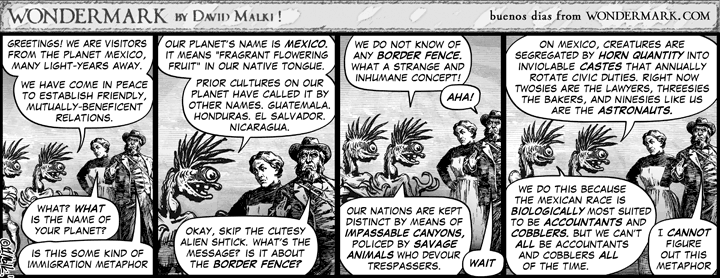 WONDERMARK BY DAVID MALKI !
buenos dias from WONDERMARK.COM
GREETINGS! WE ARE VISITORS
FROM THE PLANET MEXICO,
MANY LIGHT-YEARS AWAY.
WE HAVE COME IN PEACE
TO ESTABLISH FRIENDLY,
MUTUALLY-BENEFICENT
RELATIONS.
WHAT? WHAT
IS THE NAME OF
YOUR PLANET?
IS THIS SOME KIND OF
IMMIGRATION METAPHOR
OUR PLANET'S NAME IS MEXICO.
IT MEANS "FRAGRANT FLOWERING
FRUIT" IN OUR NATIVE TONGUE.
PRIOR CULTURES ON OUR
PLANET HAVE CALLED IT BY
OTHER NAMES. GUATEMALA.
HONDURAS. EL SALVADOR.
NICARAGUA.
OKAY, SKIP THE CUTESY
ALIEN SHTICK. WHAT'S THE
MESSAGE? IS IT ABOUT
THE BORDER FENCE?
WE DO NOT KNOW OF
ANY BORDER FENCE.
WHAT A STRANGE AND
INHUMANE CONCEPT!
AHA!
OUR NATIONS ARE KEPT
DISTINCT BY MEANS OF
IMPASSABLE CANYONS,
POLICED BY SAVAGE
ANIMALS WHO DEVOUR
TRESPASSERS.
WAIT
ON MEXICO, CREATURES ARE
SEGREGATED BY HORN QUANTITY INTO
INVIOLABLE CASTES THAT ANNUALLY
ROTATE CIVIC DUTIES. RIGHT NOW
TWOSIES ARE THE LAWYERS, THREESIES
THE BAKERS, AND NINESIES LIKE US
ARE THE ASTRONAUTS.
WE DO THIS BECAUSE
THE MEXICAN RACE IS
BIOLOGICALLY MOST SUITED
TO BE ACCOUNTANTS AND
COBBLERS. BUT WE CAN'T
ALL BE ACCOUNTANTS
AND COBBLERS ALL
OF THE TIME.
I CANNOT
FIGURE
OUT THIS
METAPHOR